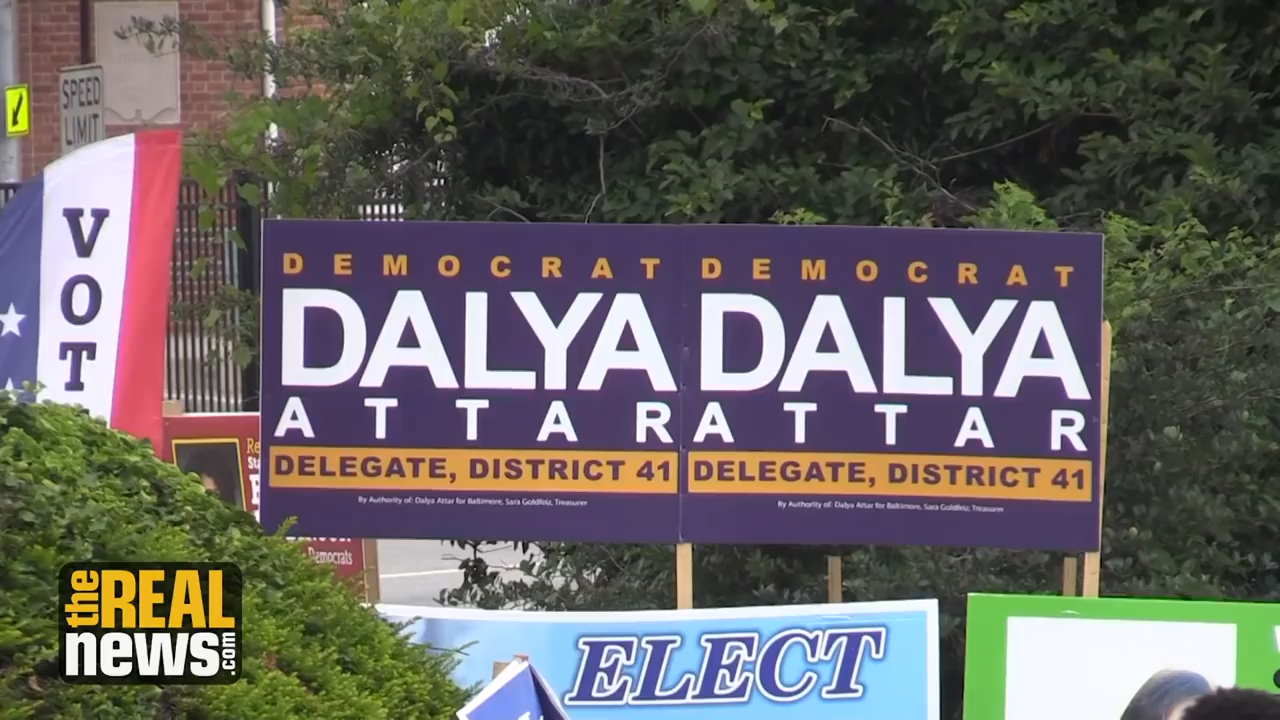 SPEED
LIMIT
VOT
DEMOCRAT
DALYA
ATTAR
DELEGATE, DISTRICT 41
By Authority of: Dalya Attar for Baltimore, Sara Goldfeiz, Treasurer
DEMOCRAT
DALYA
ATTAR
DELEGATE, DISTRICT 41
By Authority of: Dalya Attar for Baltimore, Sara Goldfeiz, Treasurer
Democrats
ELECT
the
REAL
news.com